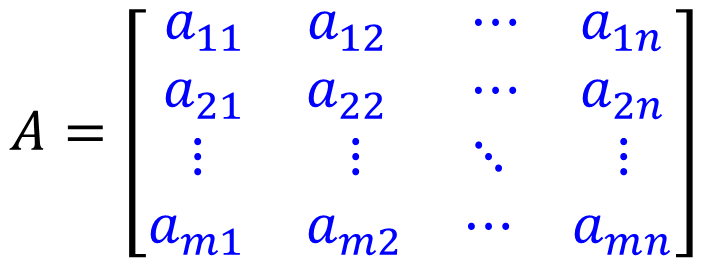 a₁₁ a₁₂ ⋯ a₁ₙ
a₂₁ a₂₂ ⋯ a₂ₙ
A = ⋮ ⋮ ⋱ ⋮
aₘ₁ aₘ₂ ⋯ aₘₙ